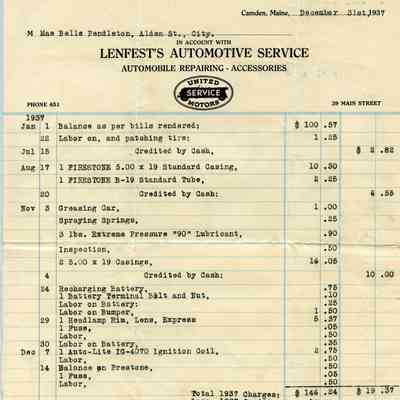 Camden, Maine, December 31st, 1937
M Mae Bells Pendleton, Alden St., City.
IN ACCOUNT WITH
LENFEST'S AUTOMOTIVE SERVICE
AUTOMOBILE REPAIRING - ACCESSORIES
UNITED
SERVICE
MOTORS
PHONE 451 29 MAIN STREET
1937
Jan 1 Balance as per bills rendered; $ 100 .57
22 Labor on, and patching tire; 1 .25
Jul 15 Credited by Cash, $ 2 .82
Aug 17 1 FIRESTONE 5.00 x 19 Standard Casing, 10 .30
1 FIRESTONE B-19 Standard Tube, 2 .25
20 Credited by Cash; 4 .55
Nov 3 Greasing Car, 1 .00
Spraying Springs, .25
3 lbs. Extreme Pressure "90" Lubricant, .90
Inspection, .50
2 5.00 x 19 Casings, 16 .05
4 Credited by Cash; 10 .00
24 Recharging Battery, .75
1 Battery Terminal Bolt and Nut, .10
Labor on Battery: .25
Labor on Bumper, 1 .50
29 1 Headlamp Rim, Lens, Express 5 .37
1 Fuse, .05
Labor, .50
30 Labor on Battery, .35
Dec 7 1 Auto-Lite IG-4070 Ignition Coil, 2 .75
Labor, .50
14 Balance on Prestone, .50
1 Fuse, .05
Labor, .50
Total 1937 Charges: $ 146 .24 $ 19 .37